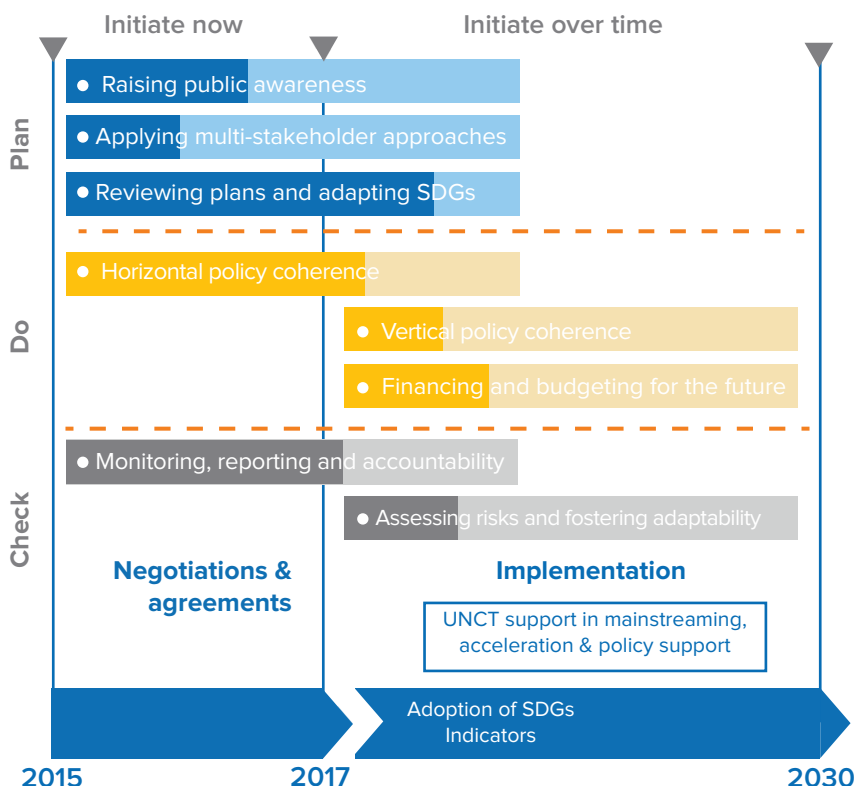 Initiate now
Initiate over time
Plan
Raising public awareness
Applying multi-stakeholder approaches
Reviewing plans and adapting SDGs
Do
Horizontal policy coherence
Vertical policy coherence
Financing and budgeting for the future
Check
Monitoring, reporting and accountability
Assessing risks and fostering adaptability
Negotiations &
agreements
Implementation
UNCT support in mainstreaming,
acceleration & policy support
Adoption of SDGs
Indicators
2015
2017
2030